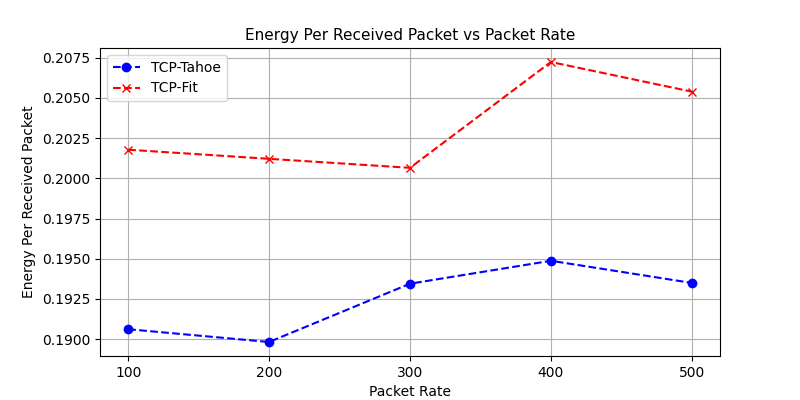 Energy Per Received Packet vs Packet Rate
TCP-Tahoe
TCP-Fit
Energy Per Received Packet
0.2075
0.2050
0.2025
0.2000
0.1975
0.1950
0.1925
0.1900
100 200 300 400 500
Packet Rate